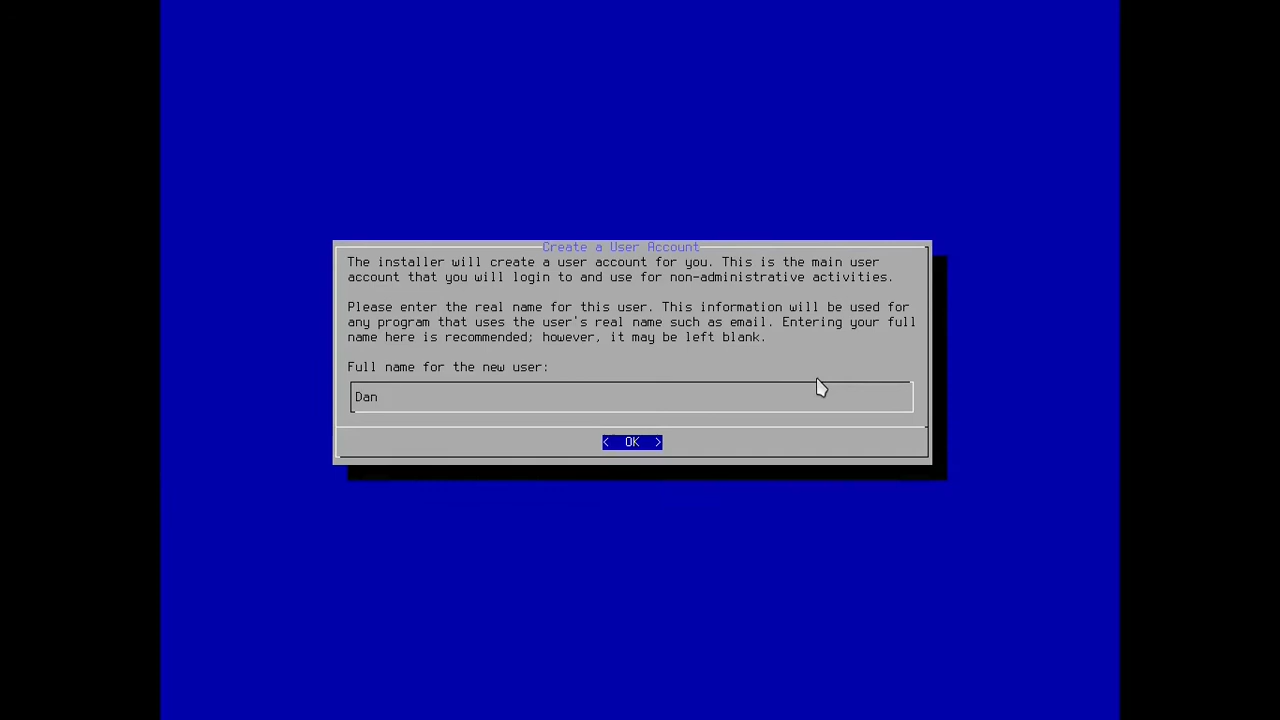 Create a User Account
The installer will create a user account for you. This is the main user
account that you will login to and use for non-administrative activities.
Please enter the real name for this user. This information will be used for
any program that uses the user's real name such as email. Entering your full
name here is recommended; however, it may be left blank.
Full name for the new user:
Dan
< OK >